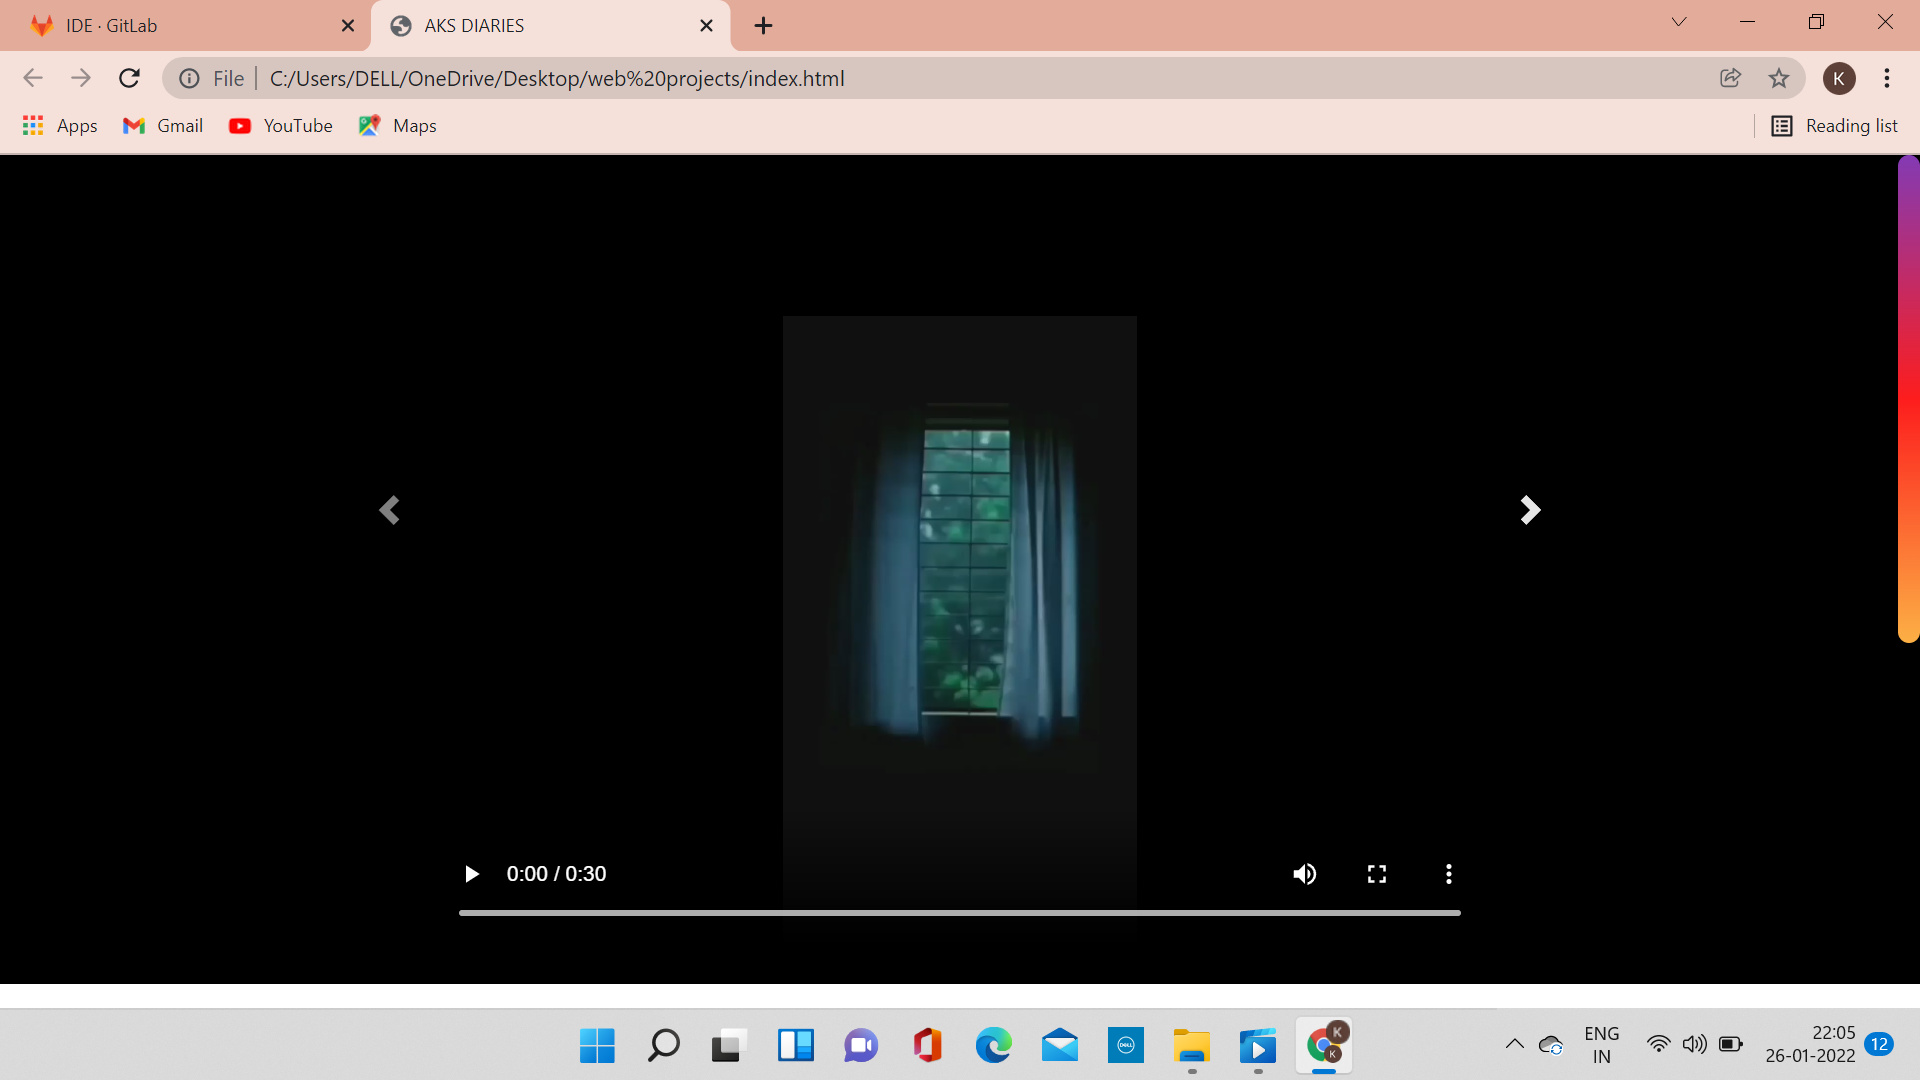 IDE · GitLab
AKS DIARIES
File
C:/Users/DELL/OneDrive/Desktop/web%20projects/index.html
K
Apps
Gmail
YouTube
Maps
Reading list
0:00 / 0:30
DELL
K
K
ENG
IN
22:05
26-01-2022
12